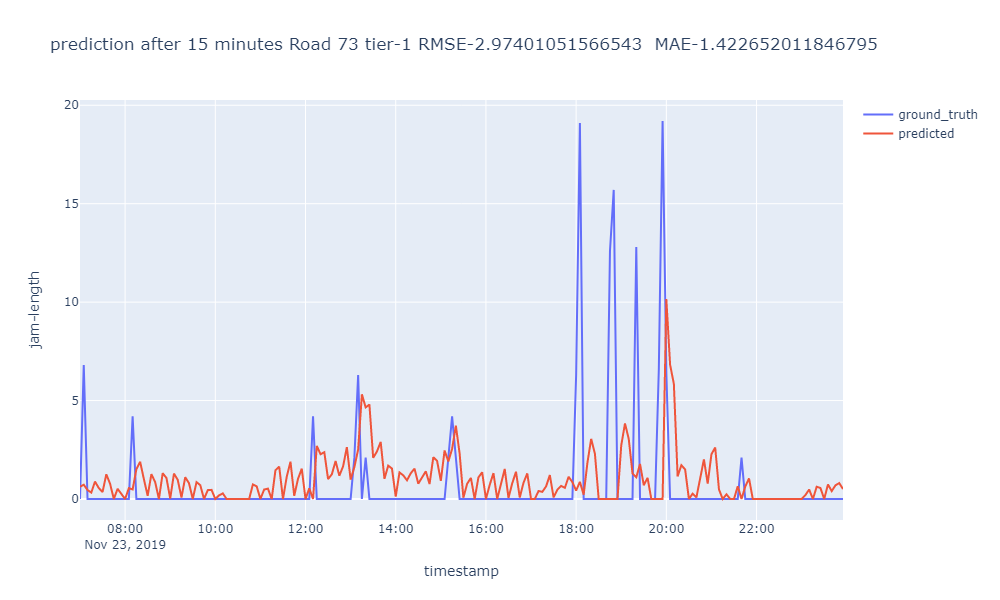 prediction after 15 minutes Road 73 tier-1 RMSE-2.97401051566543  MAE-1.422652011846795
ground_truth
predicted
20
15
10
5
0
jam-length
08:00 10:00 12:00 14:00 16:00 18:00 20:00 22:00
Nov 23, 2019
timestamp